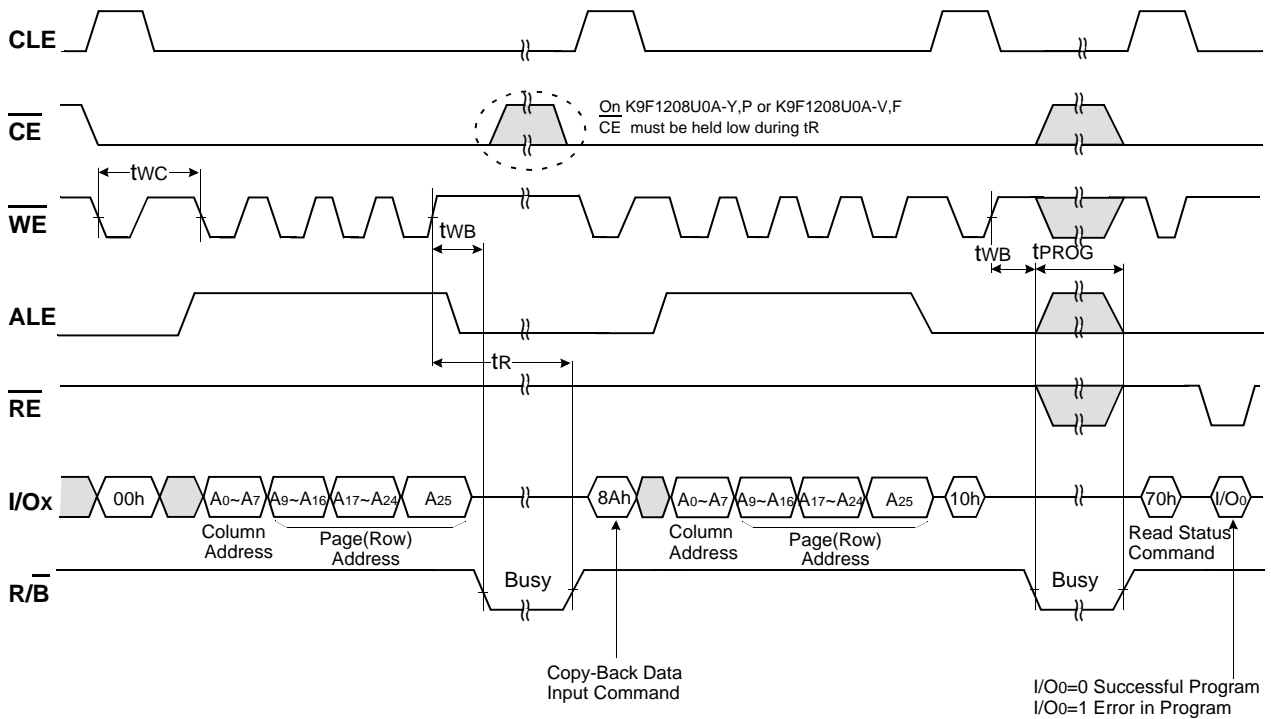 CLE
CE
On K9F1208U0A-Y,P or K9F1208U0A-V,F
CE must be held low during tR
tWC
WE
tWB
tWB
tPROG
ALE
tR
RE
I/Ox
00h
A0~A7
A9~A16
A17~A24
A25
8Ah
A0~A7
A9~A16
A17~A24
A25
10h
70h
I/O0
Column
Address
Page(Row)
Address
Column
Address
Page(Row)
Address
Read Status
Command
R/B
Busy
Busy
Copy-Back Data
Input Command
I/O0=0 Successful Program
I/O0=1 Error in Program